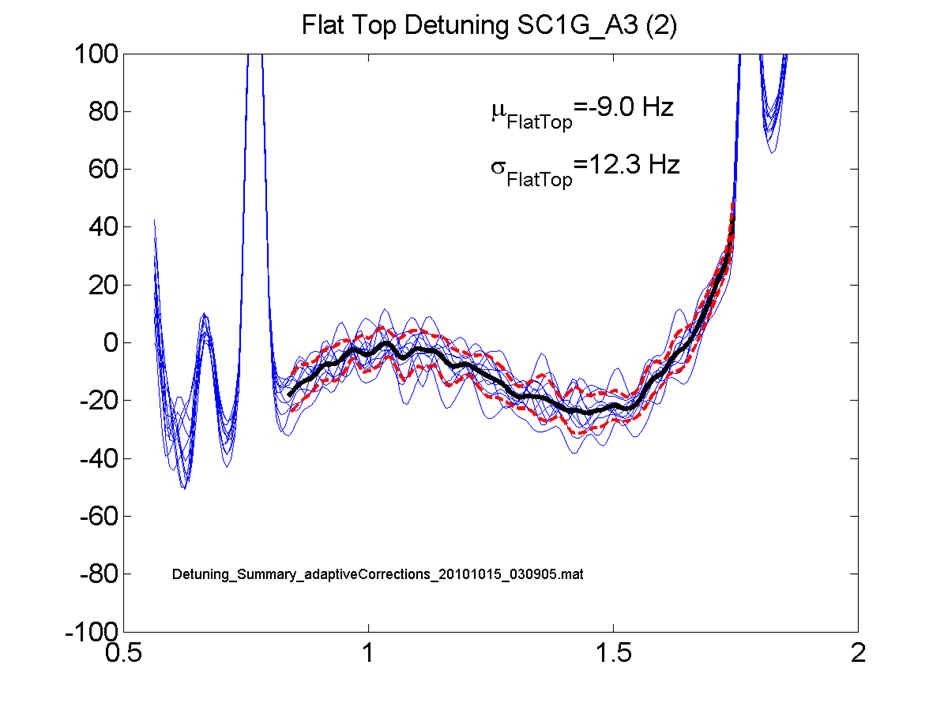 Flat Top Detuning SC1G_A3 (2)
100
80
60
40
20
0
-20
-40
-60
-80
-100
μFlatTop=-9.0 Hz
σFlatTop=12.3 Hz
Detuning_Summary_adaptiveCorrections_20101015_030905.mat
0.5 1 1.5 2